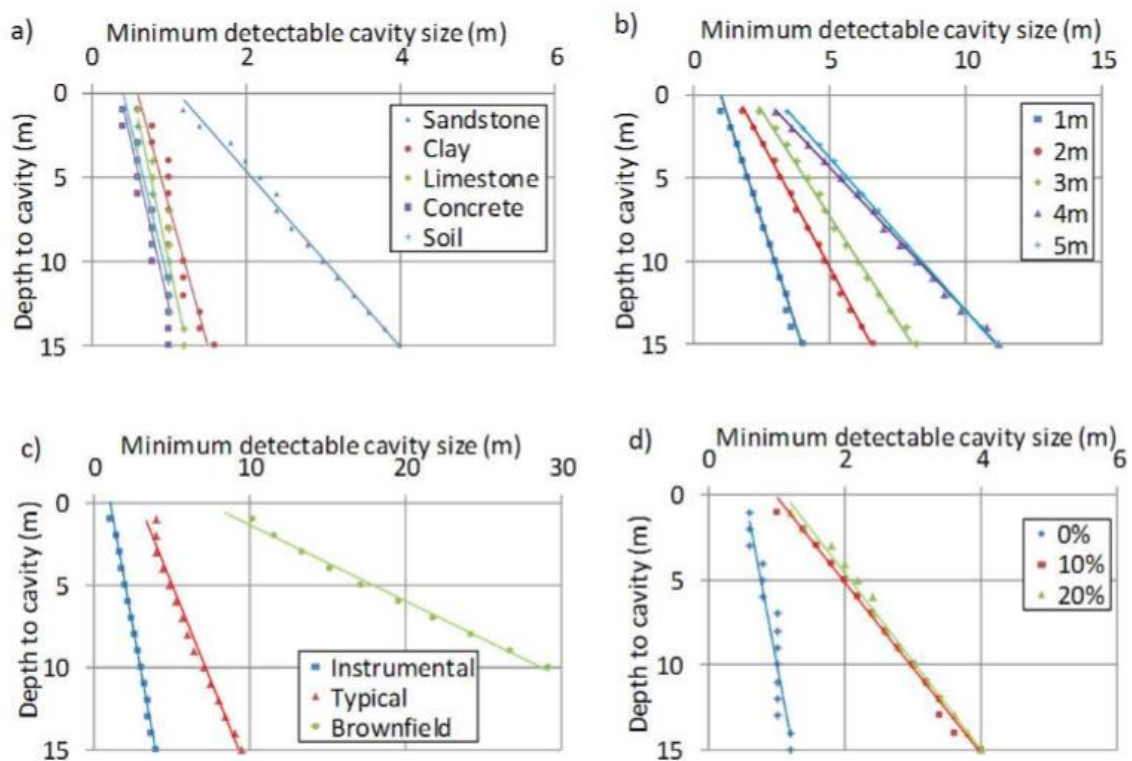 a)
Minimum detectable cavity size (m)
0 2 4 6
Depth to cavity (m)
0
5
10
15
Sandstone
Clay
Limestone
Concrete
Soil
b)
Minimum detectable cavity size (m)
0 5 10 15
Depth to cavity (m)
0
5
10
15
1m
2m
3m
4m
5m
c)
Minimum detectable cavity size (m)
0 10 20 30
Depth to cavity (m)
0
5
10
15
Instrumental
Typical
Brownfield
d)
Minimum detectable cavity size (m)
0 2 4 6
Depth to cavity (m)
0
5
10
15
0%
10%
20%